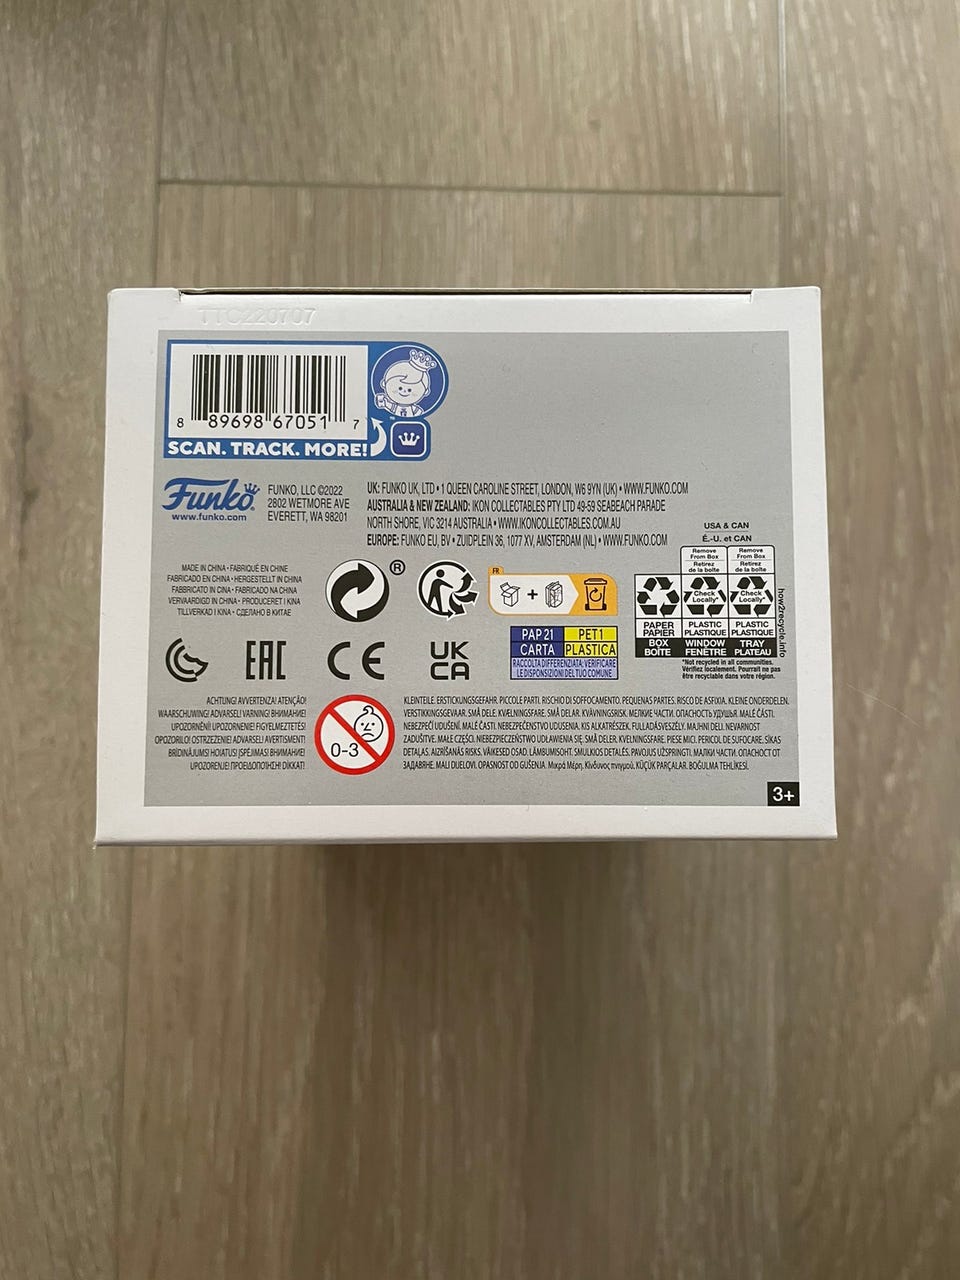 TTC220707
8 89698 67051 7
SCAN. TRACK. MORE!
™
Funko®
www.funko.com
FUNKO, LLC ©2022
2802 WETMORE AVE
EVERETT, WA 98201
UK: FUNKO UK, LTD • 1 QUEEN CAROLINE STREET, LONDON, W6 9YN (UK) • WWW.FUNKO.COM
AUSTRALIA & NEW ZEALAND: IKON COLLECTABLES PTY LTD 49-59 SEABEACH PARADE
NORTH SHORE, VIC 3214 AUSTRALIA • WWW.IKONCOLLECTABLES.COM.AU
EUROPE: FUNKO EU, BV • ZUIDPLEIN 36, 1077 XV, AMSTERDAM (NL) • WWW.FUNKO.COM
MADE IN CHINA • FABRIQUÉ EN CHINE
FABRICADO EN CHINA • HERGESTELLT IN CHINA
FABBRICATO IN CINA • FABRICADO NA CHINA
VERVAARDIGD IN CHINA • PRODUCERET I KINA
TILLVERKAD I KINA • СДЕЛАНО В КИТАЕ
®
FR
+
USA & CAN
É.-U. et CAN
Remove
From Box
Retirez
de la boîte
Remove
From Box
Retirez
de la boîte
Check
Locally*
Check
Locally*
PAPER
PAPIER
BOX
BOÎTE
PLASTIC
PLASTIQUE
WINDOW
FENÊTRE
PLASTIC
PLASTIQUE
TRAY
PLATEAU
*Not recycled in all communities.
Vérifiez localement. Pourrait ne pas
être recyclable dans votre région.
how2recycle.info
EAC
CE
UK
CA
PAP 21 PET 1
CARTA PLASTICA
RACCOLTA DIFFERENZIATA: VERIFICARE
LE DISPOSIZIONI DEL TUO COMUNE
ACHTUNG! AVVERTENZA! ATENÇÃO!
WAARSCHUWING! ADVARSEL! VARNING! ВНИМАНИЕ!
UPOZORNĚNÍ! UPOZORNENIE! FIGYELMEZTETÉS!
OPOZORILO! OSTRZEŻENIE! ADVARSEL! AVERTISMENT!
BRĪDINĀJUMS! HOIATUS! ĮSPĖJIMAS! ВНИМАНИЕ!
UPOZORENJE! ΠΡΟΕΙΔΟΠΟΙΗΣΗ! DİKKAT!
0-3
KLEINTEILE. ERSTICKUNGSGEFAHR. PICCOLE PARTI. RISCHIO DI SOFFOCAMENTO. PEQUENAS PARTES. RISCO DE ASFIXIA. KLEINE ONDERDELEN.
VERSTIKKINGSGEVAAR. SMÅ DELE. KVÆLNINGSFARE. SMÅ DELAR. KVÄVNINGSRISK. МЕЛКИЕ ЧАСТИ. ОПАСНОСТЬ УДУШЬЯ. MALÉ ČÁSTI.
NEBEZPEČÍ UDUŠENÍ. MALÉ ČASTI. NEBEZPEČENSTVO UDUSENIA. KIS ALKATRÉSZEK. FULLADÁSVESZÉLY. MAJHNI DELI. NEVARNOST
ZADUŠITVE. MAŁE CZĘŚCI. NIEBEZPIECZEŃSTWO UDŁAWIENIA SIĘ. SMÅ DELER. KVELNINGSFARE. PIESE MICI. PERICOL DE SUFOCARE. SĪKAS
DETAĻAS. AIZRĪŠANĀS RISKS. VÄIKESED OSAD. LÄMBUMISOHT. SMULKIOS DETALĖS. PAVOJUS UŽSPRINGTI. МАЛКИ ЧАСТИ. ОПАСНОСТ ОТ
ЗАДАВЯНЕ. MALI DIJELOVI. OPASNOST OD GUŠENJA. Μικρά Μέρη. Κίνδυνος πνιγμού. KÜÇÜK PARÇALAR. BOĞULMA TEHLİKESİ.
3+